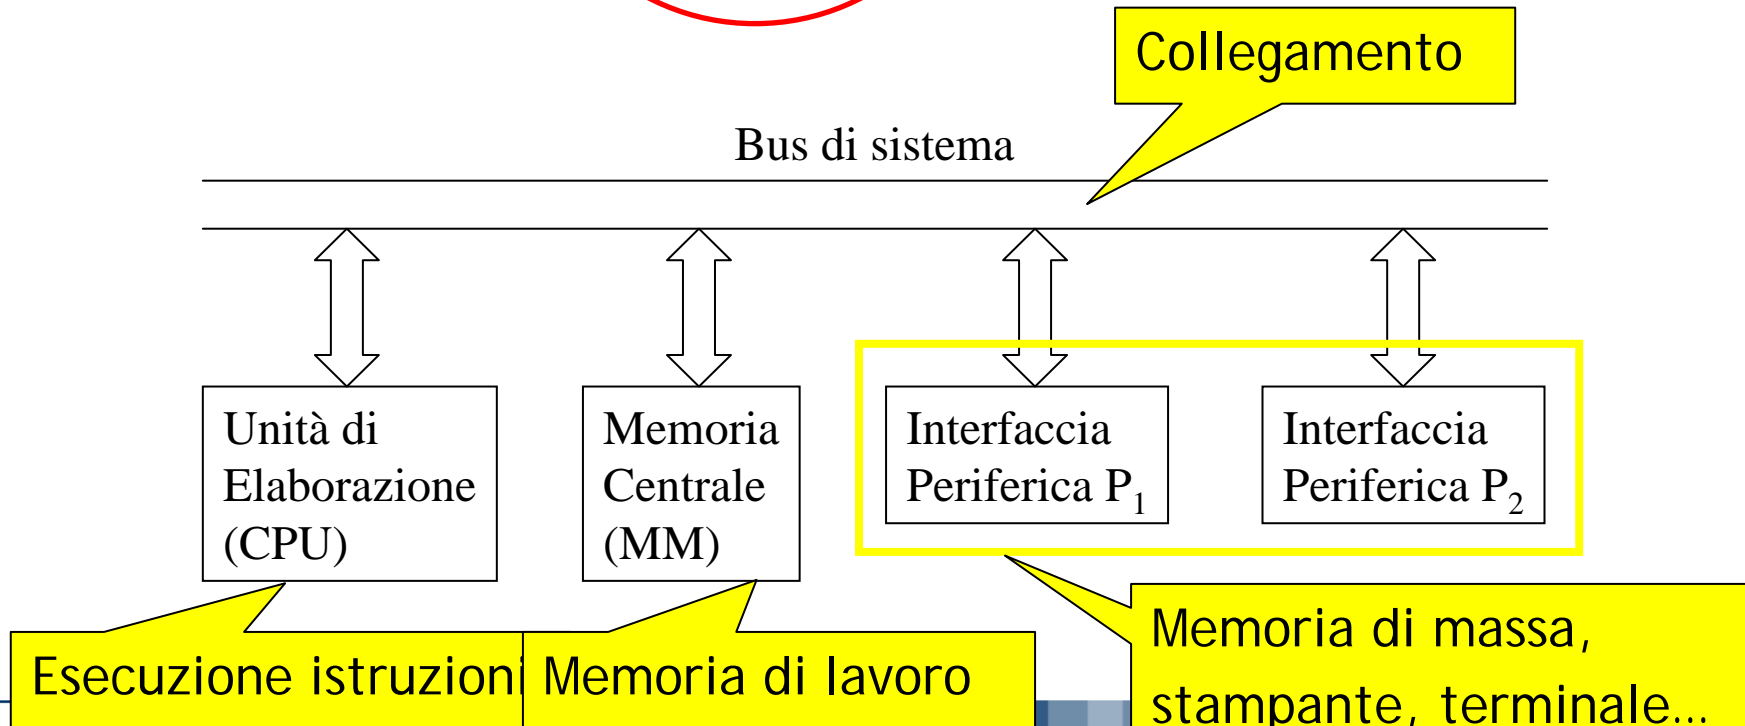 Collegamento
Bus di sistema
Unità di
Elaborazione
(CPU)
Memoria
Centrale
(MM)
Interfaccia
Periferica P₁
Interfaccia
Periferica P₂
Esecuzione istruzioni
Memoria di lavoro
Memoria di massa,
stampante, terminale...